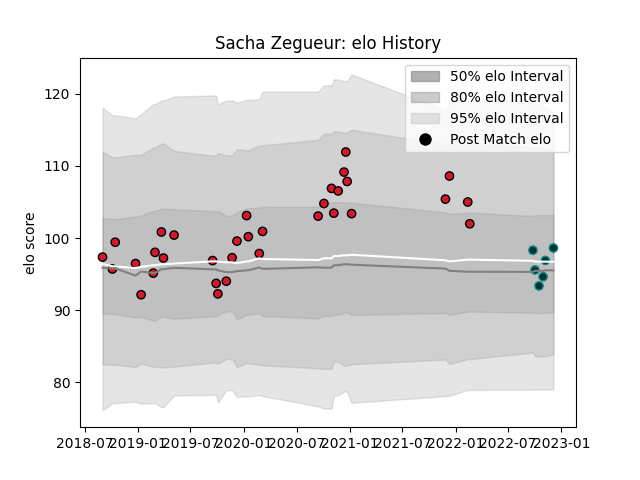 Sacha Zegueur: elo History
50% elo Interval
80% elo Interval
95% elo Interval
Post Match elo
elo score
120
110
100
90
80
2018-07 2019-01 2019-07 2020-01 2020-07 2021-01 2021-07 2022-01 2022-07 2023-01